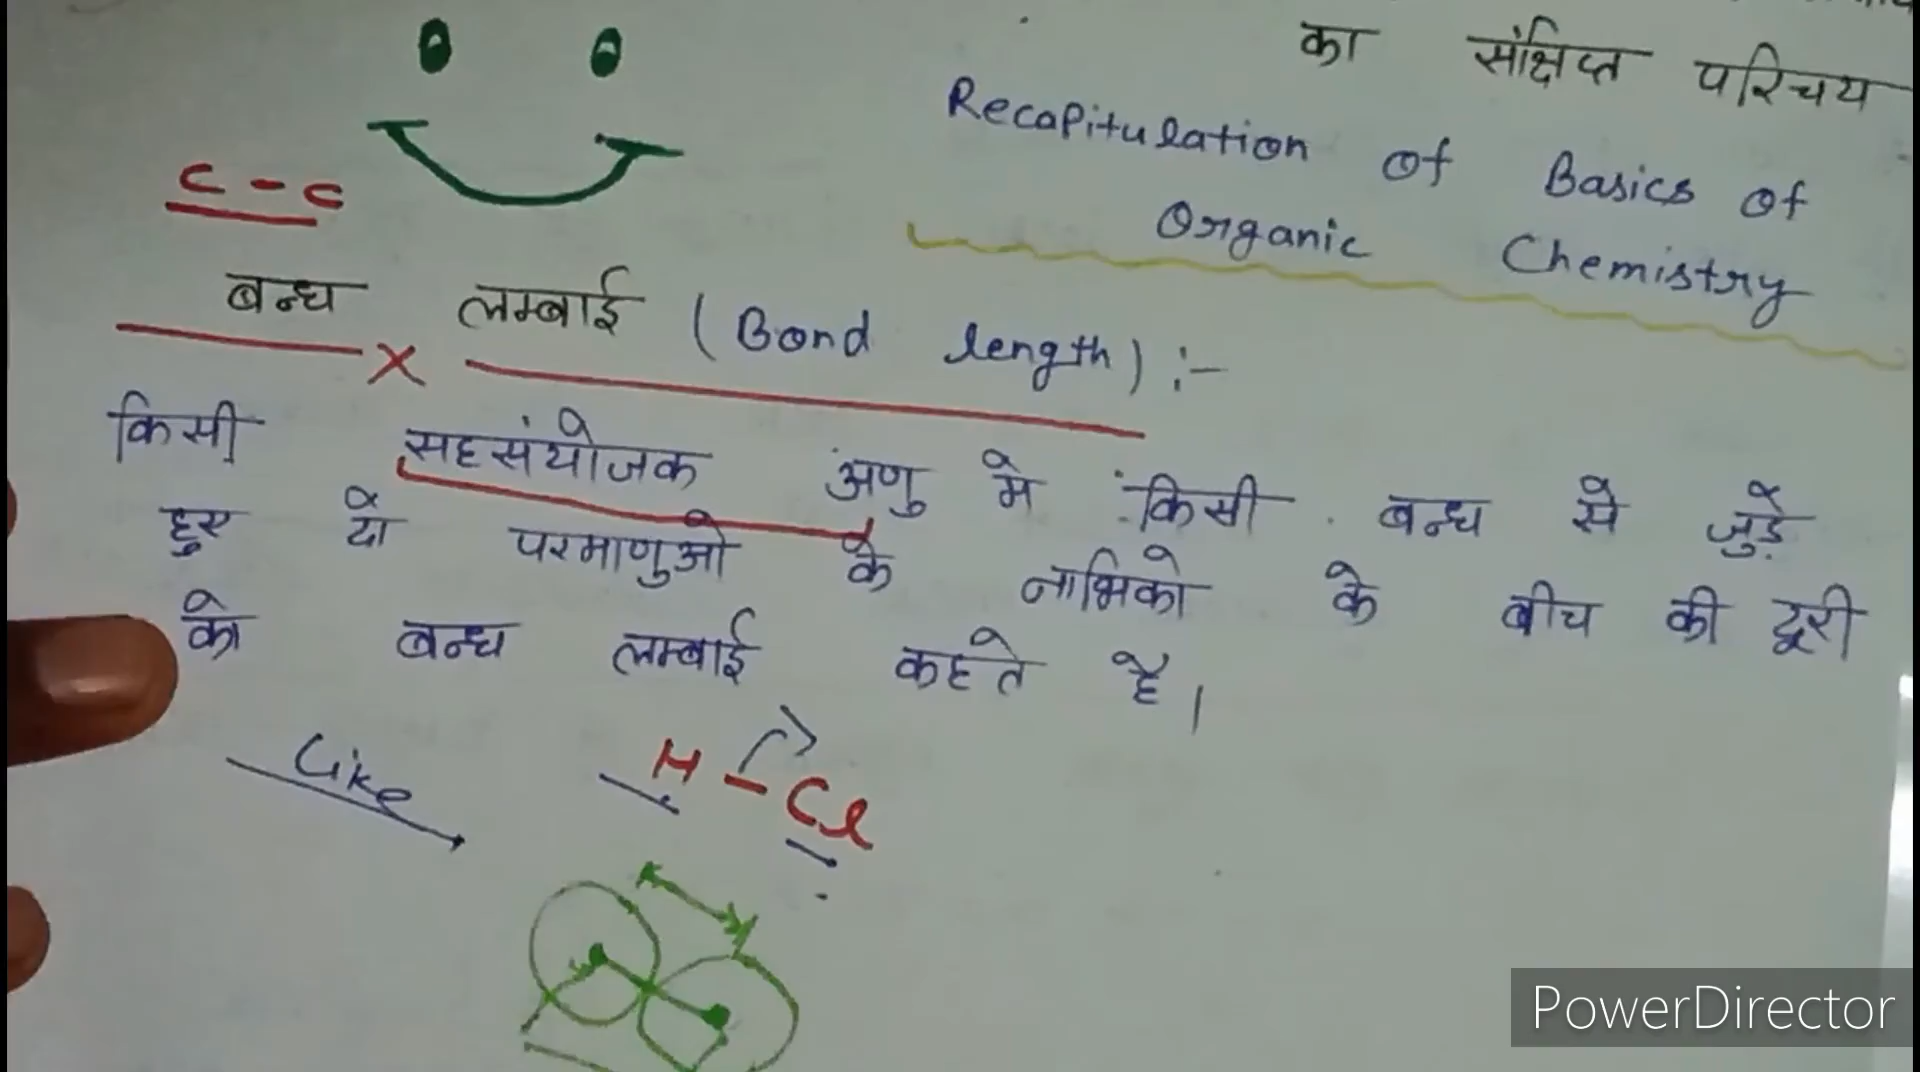 का संक्षिप्त परिचय
Recapitulation of Basics of
Organic Chemistry
C - C
बन्ध लम्बाई (Bond length) :-
किसी सहसंयोजक अणु मे किसी बन्ध से जुड़े
हुए दो परमाणुओ के नाभिको के बीच की दूरी
को बन्ध लम्बाई कहते है।
Like H - Cl
PowerDirector